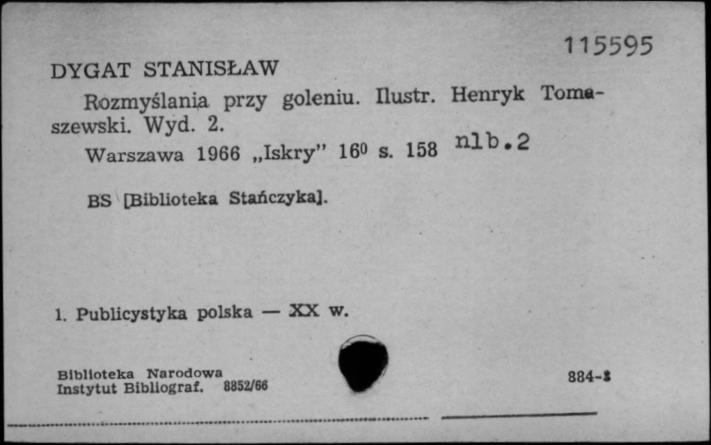 115595
DYGAT STANISŁAW
Rozmyślania przy goleniu. Ilustr. Henryk Toma-
szewski. Wyd. 2.
Warszawa 1966 „Iskry” 16⁰ s. 158 nlb.2
BS [Biblioteka Stańczyka].
1. Publicystyka polska — XX w.
Biblioteka Narodowa
Instytut Bibliograf. 8852/66
884-3